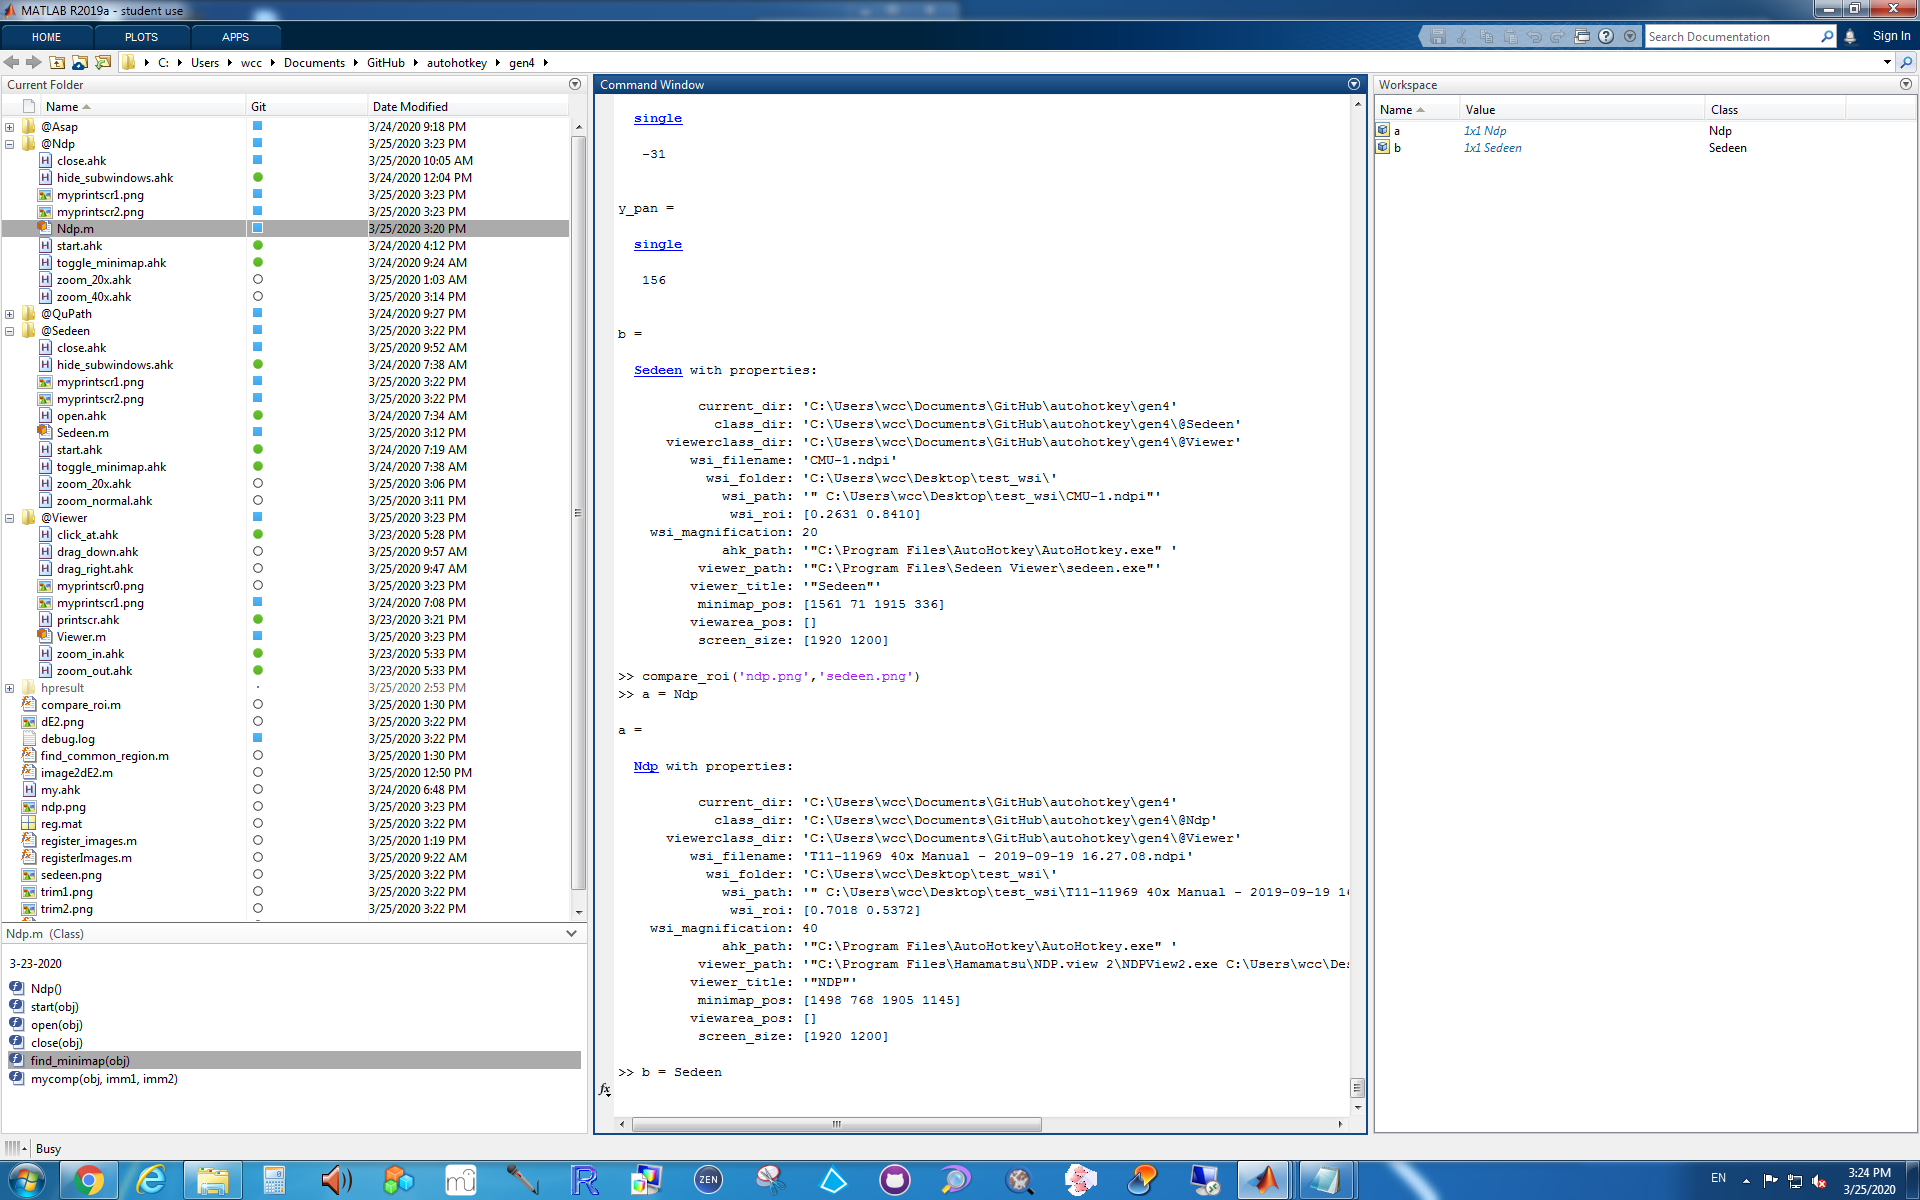 MATLAB R2019a - student use
HOME PLOTS APPS
Search Documentation
Sign In
C: Users wcc Documents GitHub autohotkey gen4
Current Folder
Name Git Date Modified
@Asap 3/24/2020 9:18 PM
@Ndp 3/25/2020 3:23 PM
close.ahk 3/25/2020 10:05 AM
hide_subwindows.ahk 3/24/2020 12:04 PM
myprintscr1.png 3/25/2020 3:23 PM
myprintscr2.png 3/25/2020 3:23 PM
Ndp.m 3/25/2020 3:20 PM
start.ahk 3/24/2020 4:12 PM
toggle_minimap.ahk 3/24/2020 9:24 AM
zoom_20x.ahk 3/25/2020 1:03 AM
zoom_40x.ahk 3/25/2020 3:14 PM
@QuPath 3/24/2020 9:27 PM
@Sedeen 3/25/2020 3:22 PM
close.ahk 3/25/2020 9:52 AM
hide_subwindows.ahk 3/24/2020 7:38 AM
myprintscr1.png 3/25/2020 3:22 PM
myprintscr2.png 3/25/2020 3:22 PM
open.ahk 3/24/2020 7:34 AM
Sedeen.m 3/25/2020 3:12 PM
start.ahk 3/24/2020 7:19 AM
toggle_minimap.ahk 3/24/2020 7:38 AM
zoom_20x.ahk 3/25/2020 3:06 PM
zoom_normal.ahk 3/25/2020 3:11 PM
@Viewer 3/25/2020 3:23 PM
click_at.ahk 3/23/2020 5:28 PM
drag_down.ahk 3/25/2020 9:57 AM
drag_right.ahk 3/25/2020 9:47 AM
myprintscr0.png 3/25/2020 3:23 PM
myprintscr1.png 3/24/2020 7:08 PM
printscr.ahk 3/23/2020 3:21 PM
Viewer.m 3/25/2020 3:23 PM
zoom_in.ahk 3/23/2020 5:33 PM
zoom_out.ahk 3/23/2020 5:33 PM
hpresult 3/25/2020 2:53 PM
compare_roi.m 3/25/2020 1:30 PM
dE2.png 3/25/2020 3:22 PM
debug.log 3/25/2020 3:22 PM
find_common_region.m 3/25/2020 1:30 PM
image2dE2.m 3/25/2020 12:50 PM
my.ahk 3/24/2020 6:48 PM
ndp.png 3/25/2020 3:23 PM
reg.mat 3/25/2020 3:22 PM
register_images.m 3/25/2020 1:19 PM
registerImages.m 3/25/2020 9:22 AM
sedeen.png 3/25/2020 3:22 PM
trim1.png 3/25/2020 3:22 PM
trim2.png 3/25/2020 3:22 PM
Ndp.m (Class)
3-23-2020
Ndp()
start(obj)
open(obj)
close(obj)
find_minimap(obj)
mycomp(obj, imm1, imm2)
Busy
Command Window
single
-31
y_pan =
single
156
b =
Sedeen with properties:
current_dir: 'C:\Users\wcc\Documents\GitHub\autohotkey\gen4'
class_dir: 'C:\Users\wcc\Documents\GitHub\autohotkey\gen4\@Sedeen'
viewerclass_dir: 'C:\Users\wcc\Documents\GitHub\autohotkey\gen4\@Viewer'
wsi_filename: 'CMU-1.ndpi'
wsi_folder: 'C:\Users\wcc\Desktop\test_wsi\'
wsi_path: '" C:\Users\wcc\Desktop\test_wsi\CMU-1.ndpi"'
wsi_roi: [0.2631 0.8410]
wsi_magnification: 20
ahk_path: '"C:\Program Files\AutoHotkey\AutoHotkey.exe" '
viewer_path: '"C:\Program Files\Sedeen Viewer\sedeen.exe"'
viewer_title: '"Sedeen"'
minimap_pos: [1561 71 1915 336]
viewarea_pos: []
screen_size: [1920 1200]
>> compare_roi('ndp.png','sedeen.png')
>> a = Ndp
a =
Ndp with properties:
current_dir: 'C:\Users\wcc\Documents\GitHub\autohotkey\gen4'
class_dir: 'C:\Users\wcc\Documents\GitHub\autohotkey\gen4\@Ndp'
viewerclass_dir: 'C:\Users\wcc\Documents\GitHub\autohotkey\gen4\@Viewer'
wsi_filename: 'T11-11969 40x Manual - 2019-09-19 16.27.08.ndpi'
wsi_folder: 'C:\Users\wcc\Desktop\test_wsi\'
wsi_path: '" C:\Users\wcc\Desktop\test_wsi\T11-11969 40x Manual - 2019-09-19 1
wsi_roi: [0.7018 0.5372]
wsi_magnification: 40
ahk_path: '"C:\Program Files\AutoHotkey\AutoHotkey.exe" '
viewer_path: '"C:\Program Files\Hamamatsu\NDP.view 2\NDPView2.exe C:\Users\wcc\Des
viewer_title: '"NDP"'
minimap_pos: [1498 768 1905 1145]
viewarea_pos: []
screen_size: [1920 1200]
>> b = Sedeen
fx
Workspace
Name Value Class
a 1x1 Ndp Ndp
b 1x1 Sedeen Sedeen
ZEN
EN
3:24 PM
3/25/2020